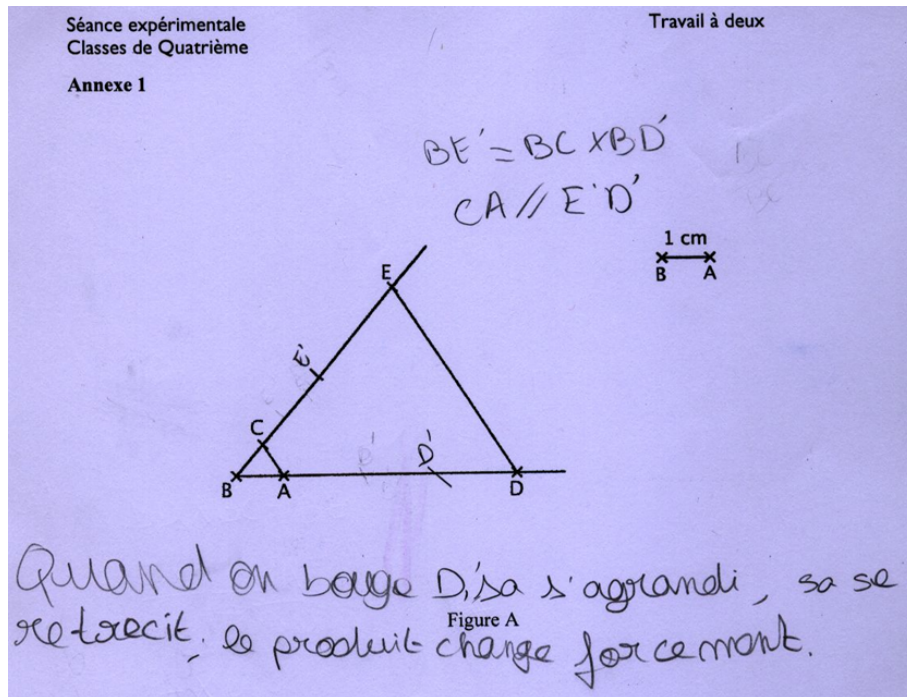 Séance expérimentale
Classes de Quatrième
Travail à deux
Annexe 1
BE' = BC x BD'
CA // E'D'
1 cm
B A
E
E'
C
D'
B A D
Quand on bouge D', sa s'agrandi, sa se
retrecit, le produit change forcement.
Figure A